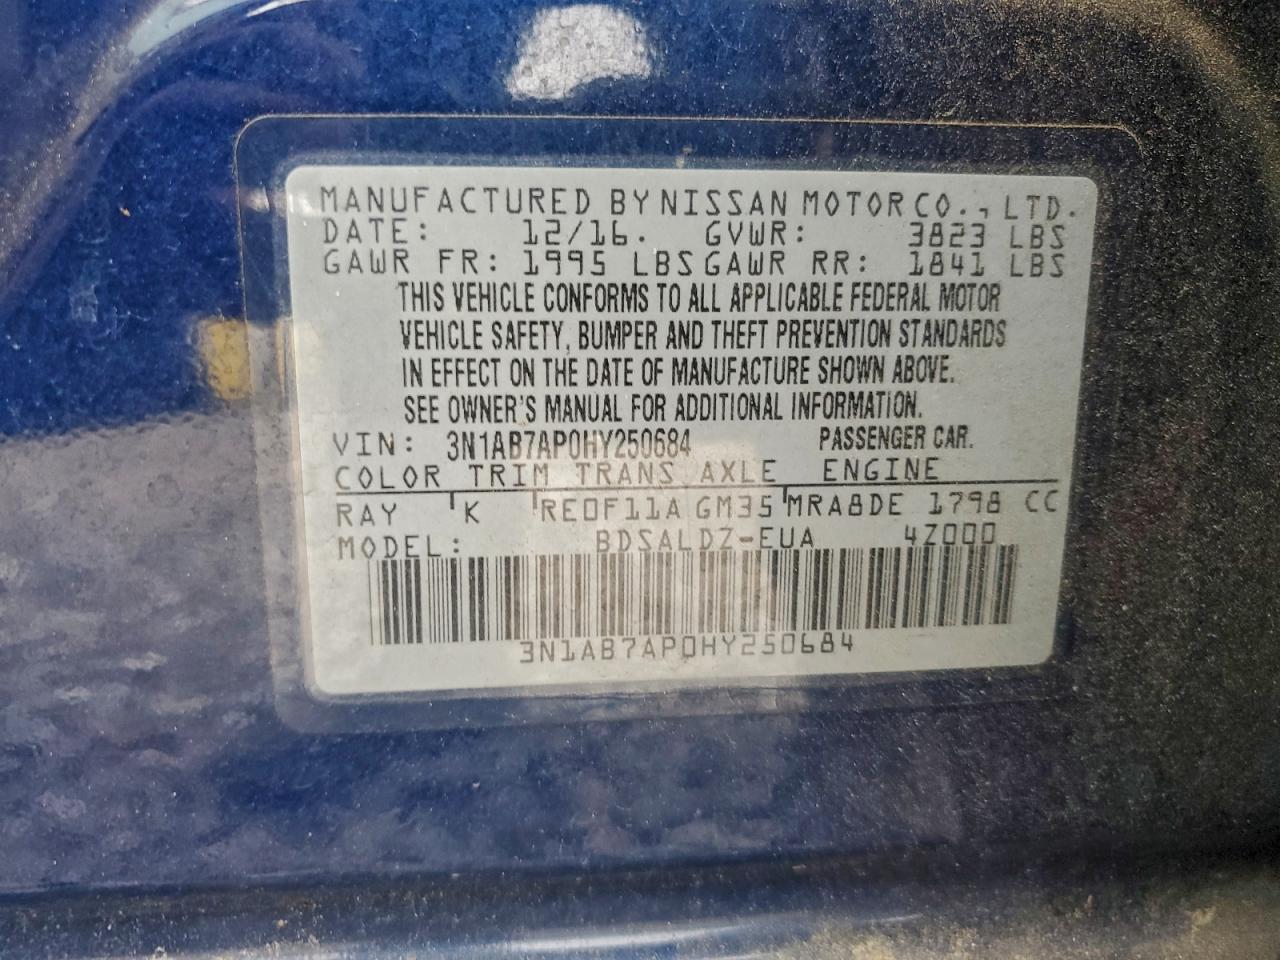 MANUFACTURED BY NISSAN MOTOR CO., LTD.
DATE: 12/16. GVWR: 3823 LBS
GAWR FR: 1995 LBS GAWR RR: 1841 LBS
THIS VEHICLE CONFORMS TO ALL APPLICABLE FEDERAL MOTOR
VEHICLE SAFETY, BUMPER AND THEFT PREVENTION STANDARDS
IN EFFECT ON THE DATE OF MANUFACTURE SHOWN ABOVE.
SEE OWNER'S MANUAL FOR ADDITIONAL INFORMATION.
VIN: 3N1AB7AP0HY250684 PASSENGER CAR.
COLOR TRIM TRANS AXLE ENGINE
RAY K RE0F11A GM35 MRA8DE 1798 CC
MODEL: BDSALDZ-EUA 4Z000
3N1AB7AP0HY250684